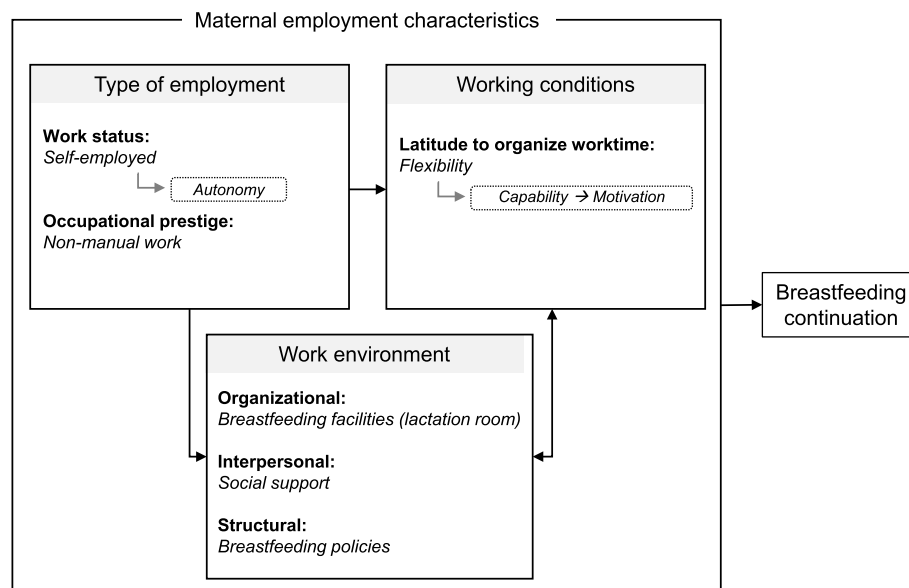 Maternal employment characteristics
Type of employment
Work status:
Self-employed
Autonomy
Occupational prestige:
Non-manual work
Working conditions
Latitude to organize worktime:
Flexibility
Capability → Motivation
Work environment
Organizational:
Breastfeeding facilities (lactation room)
Interpersonal:
Social support
Structural:
Breastfeeding policies
Breastfeeding
continuation